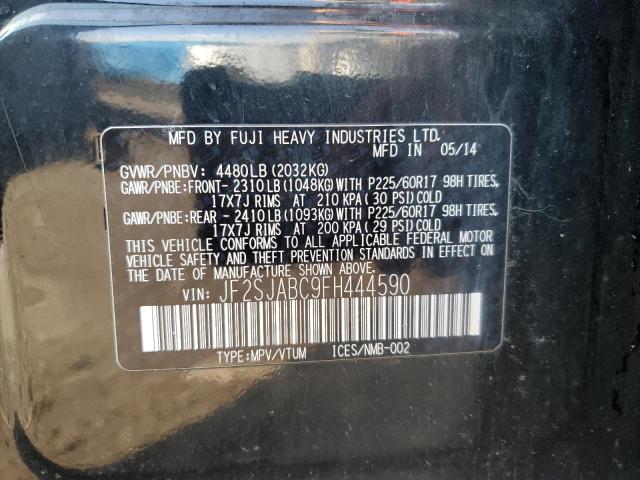 MFD BY FUJI HEAVY INDUSTRIES LTD.
MFD IN 05/14
GVWR/PNBV: 4480LB(2032KG)
GAWR/PNBE:FRONT- 2310LB(1048KG)WITH P225/60R17 98H TIRES,
17X7J RIMS AT 210 KPA(30 PSI)COLD
GAWR/PNBE:REAR - 2410LB(1093KG)WITH P225/60R17 98H TIRES,
17X7J RIMS AT 200 KPA(29 PSI)COLD
THIS VEHICLE CONFORMS TO ALL APPLICABLE FEDERAL MOTOR
VEHICLE SAFETY AND THEFT PREVENTION STANDARDS IN EFFECT
ON THE DATE OF MANUFACTURE SHOWN ABOVE.
VIN: JF2SJABC9FH444590
TYPE:MPV/VTUM ICES/NMB-002